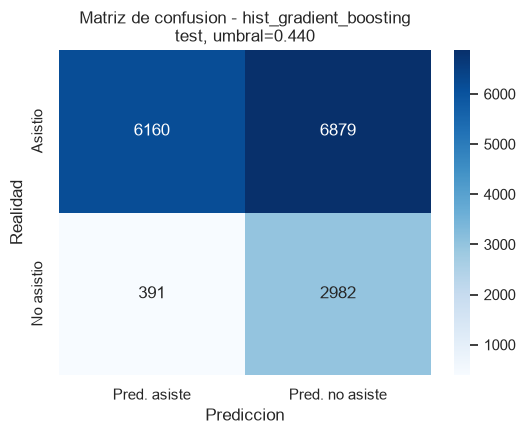 Matriz de confusion - hist_gradient_boosting
test, umbral=0.440
Realidad
Asistio
No asistio
6160
6879
391
2982
Pred. asiste
Pred. no asiste
Prediccion
6000
5000
4000
3000
2000
1000